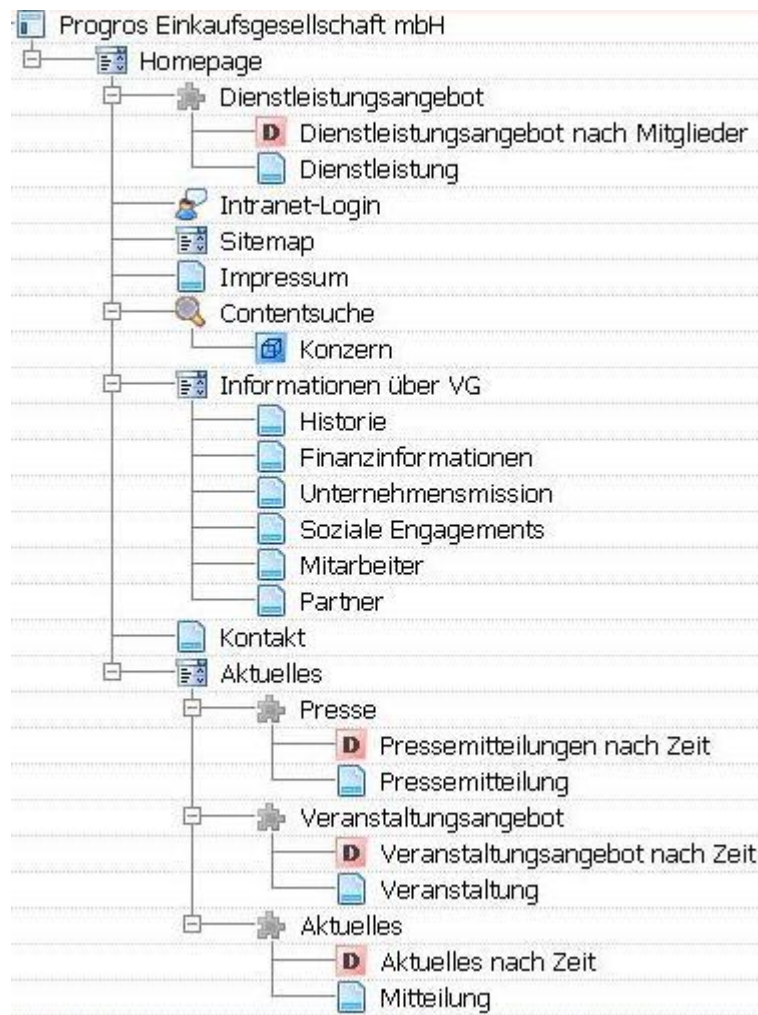 Progros Einkaufsgesellschaft mbH
Homepage
Dienstleistungsangebot
D Dienstleistungsangebot nach Mitglieder
Dienstleistung
Intranet-Login
Sitemap
Impressum
Contentsuche
Konzern
Informationen über VG
Historie
Finanzinformationen
Unternehmensmission
Soziale Engagements
Mitarbeiter
Partner
Kontakt
Aktuelles
Presse
D Pressemitteilungen nach Zeit
Pressemitteilung
Veranstaltungsangebot
D Veranstaltungsangebot nach Zeit
Veranstaltung
Aktuelles
D Aktuelles nach Zeit
Mitteilung